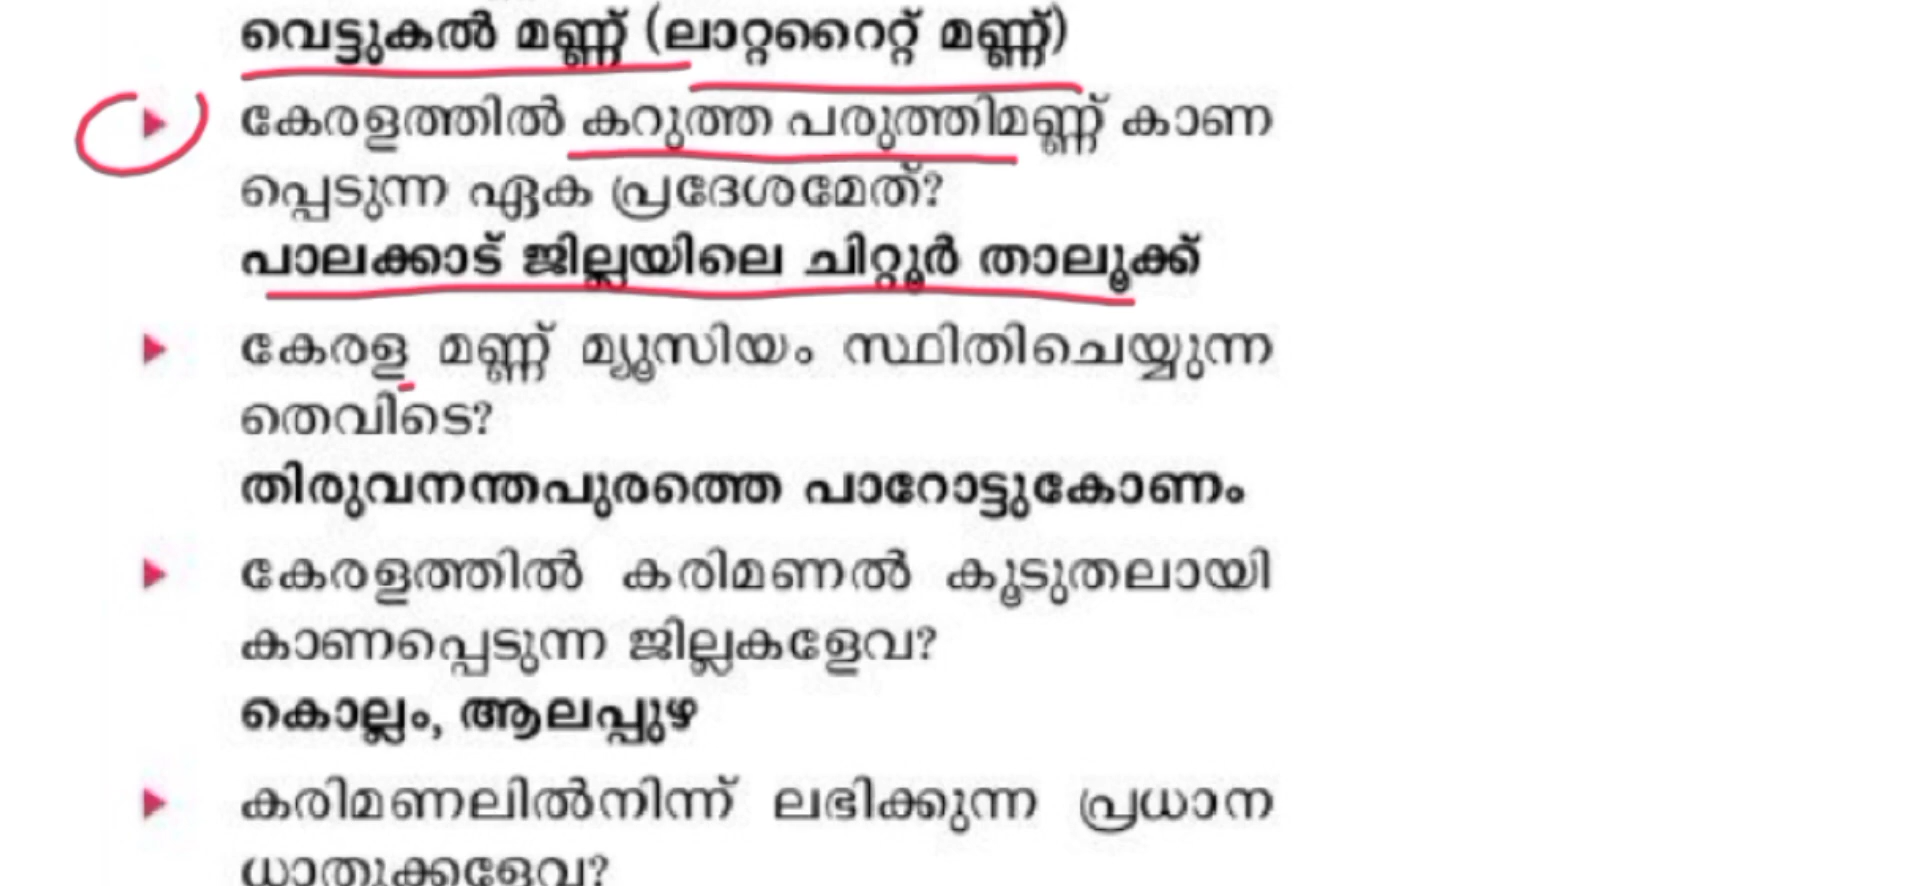 വെട്ടുകൽ മണ്ണ് (ലാറ്ററൈറ്റ് മണ്ണ്)
കേരളത്തിൽ കറുത്ത പരുത്തിമണ്ണ് കാണ
പ്പെടുന്ന ഏക പ്രദേശമേത്?
പാലക്കാട് ജില്ലയിലെ ചിറ്റൂർ താലൂക്ക്
കേരള മണ്ണ് മ്യൂസിയം സ്ഥിതിചെയ്യുന്ന
തെവിടെ?
തിരുവനന്തപുരത്തെ പാറോട്ടുകോണം
കേരളത്തിൽ കരിമണൽ കൂടുതലായി
കാണപ്പെടുന്ന ജില്ലകളേവ?
കൊല്ലം, ആലപ്പുഴ
കരിമണലിൽനിന്ന് ലഭിക്കുന്ന പ്രധാന
ധാതുക്കളേവ?